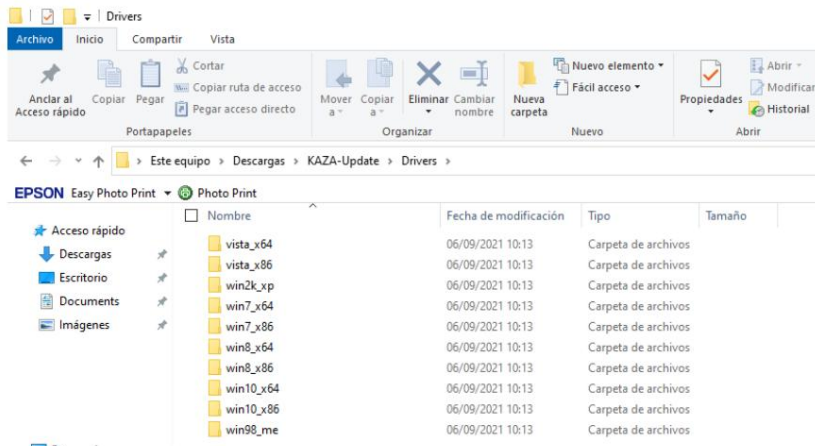 Drivers
Archivo Inicio Compartir Vista
Anclar al Acceso rápido
Copiar
Pegar
Cortar
Copiar ruta de acceso
Pegar acceso directo
Portapapeles
Mover a
Copiar a
Eliminar
Cambiar nombre
Organizar
Nueva carpeta
Nuevo elemento
Fácil acceso
Nuevo
Propiedades
Abrir
Modificar
Historial
Abrir
Este equipo > Descargas > KAZA-Update > Drivers >
EPSON Easy Photo Print Photo Print
Acceso rápido
Descargas
Escritorio
Documents
Imágenes
Nombre Fecha de modificación Tipo Tamaño
vista_x64 06/09/2021 10:13 Carpeta de archivos
vista_x86 06/09/2021 10:13 Carpeta de archivos
win2k_xp 06/09/2021 10:13 Carpeta de archivos
win7_x64 06/09/2021 10:13 Carpeta de archivos
win7_x86 06/09/2021 10:13 Carpeta de archivos
win8_x64 06/09/2021 10:13 Carpeta de archivos
win8_x86 06/09/2021 10:13 Carpeta de archivos
win10_x64 06/09/2021 10:13 Carpeta de archivos
win10_x86 06/09/2021 10:13 Carpeta de archivos
win98_me 06/09/2021 10:13 Carpeta de archivos